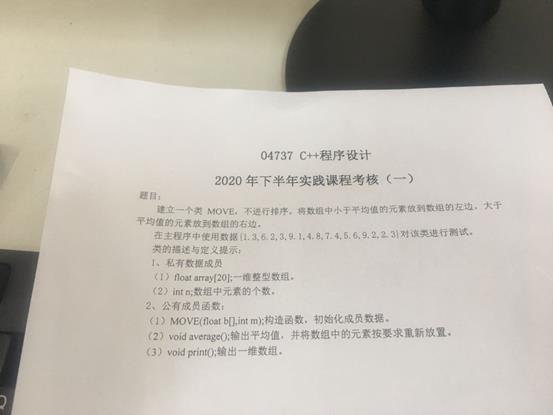 04737 C++程序设计
2020年下半年实践课程考核（一）
题目：
建立一个类 MOVE，不进行排序，将数组中小于平均值的元素放到数组的左边，大于
平均值的元素放到数组的右边。
在主程序中使用数据{1.3,6.2,3,9.1,4.8,7.4,5.6,9.2,2.3}对该类进行测试。
类的描述与定义提示：
1、私有数据成员
（1）float array[20];一维整型数组。
（2）int n;数组中元素的个数。
2、公有成员函数：
（1）MOVE(float b[],int m);构造函数，初始化成员数据。
（2）void average();输出平均值，并将数组中的元素按要求重新放置。
（3）void print();输出一维数组。
Q